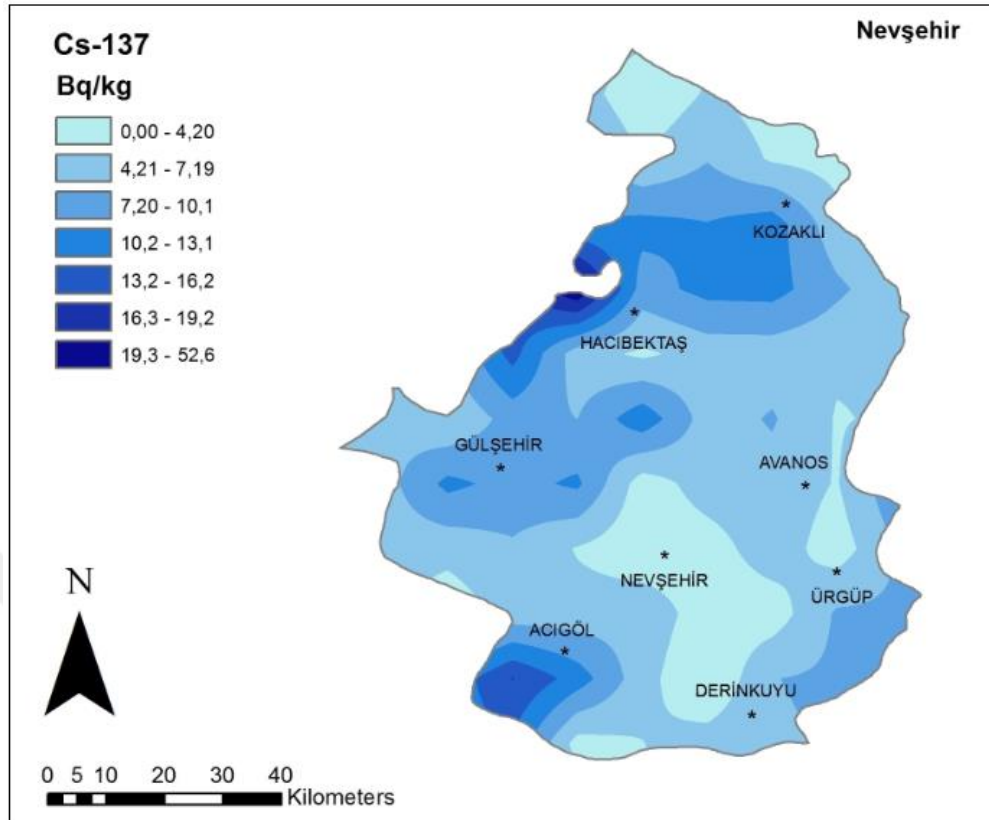 Nevşehir
Cs-137
Bq/kg
0,00 - 4,20
4,21 - 7,19
7,20 - 10,1
10,2 - 13,1
13,2 - 16,2
16,3 - 19,2
19,3 - 52,6
KOZAKLI
HACIBEKTAŞ
GÜLŞEHİR
AVANOS
NEVŞEHİR
ÜRGÜP
ACIGÖL
DERİNKUYU
N
0 5 10 20 30 40
Kilometers